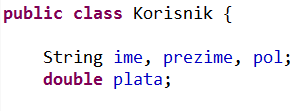 public class Korisnik {
String ime, prezime, pol;
double plata;